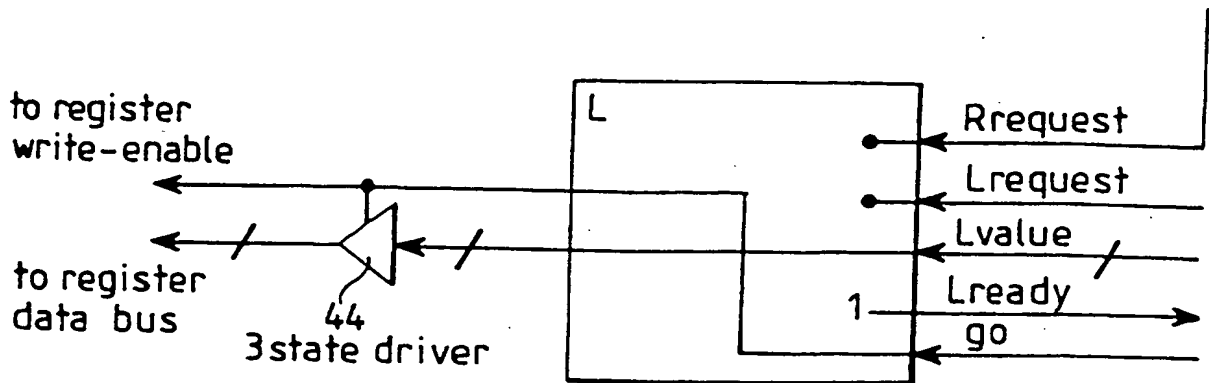 to register
write-enable
L
Rrequest
Lrequest
Lvalue
1
Lready
go
to register
data bus
44
3state driver